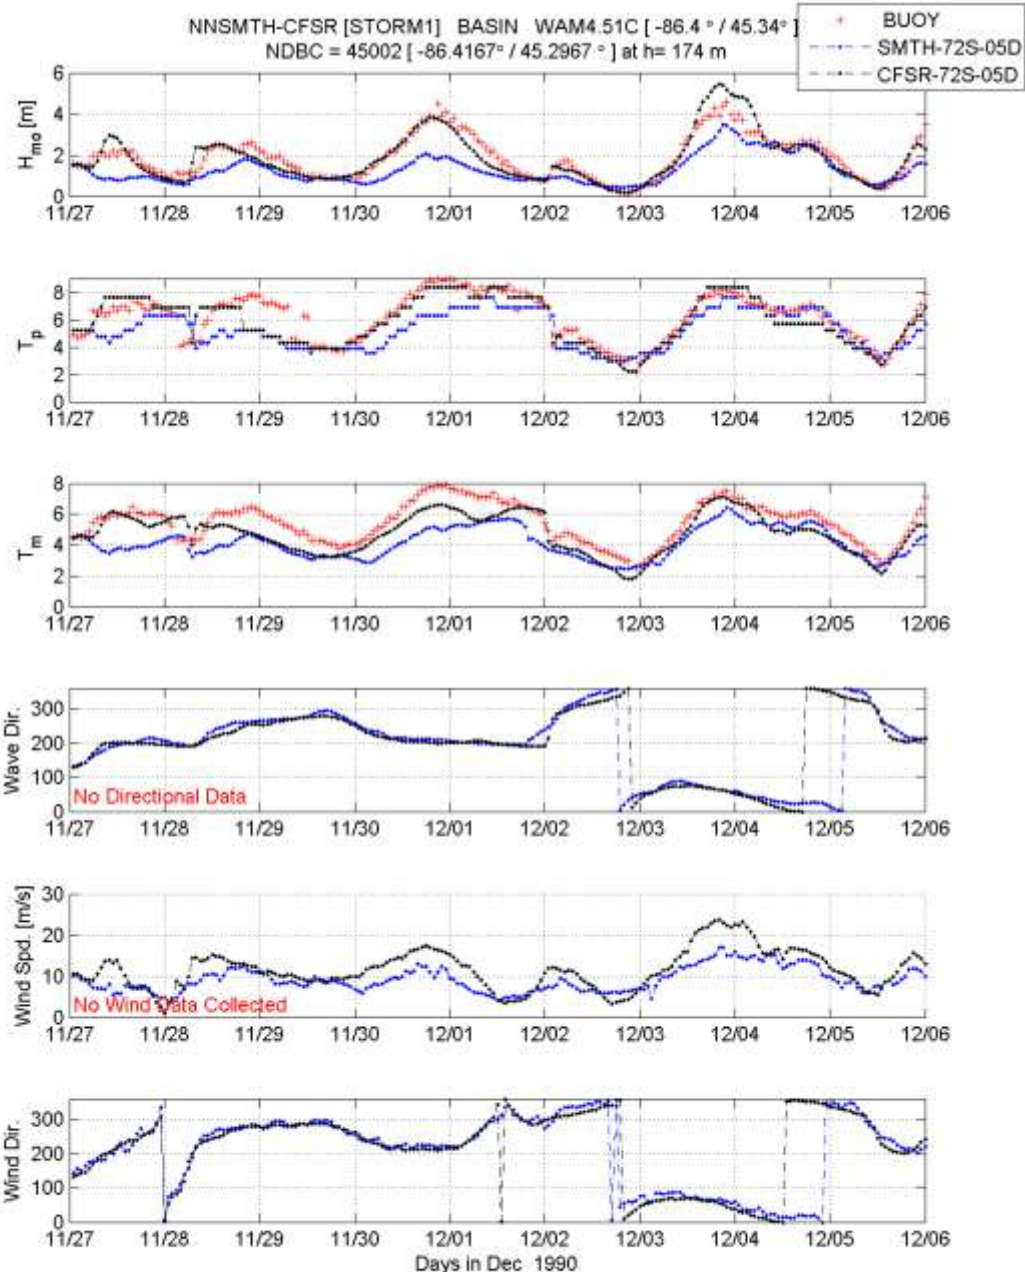 NNSMTH-CFSR [STORM1] BASIN WAM4.51C [ -86.4 ° / 45.34° ]
NDBC = 45002 [ -86.4167° / 45.2967 ° ] at h= 174 m
BUOY
SMTH-72S-05D
CFSR-72S-05D
Hmo [m]
6
4
2
0
11/27 11/28 11/29 11/30 12/01 12/02 12/03 12/04 12/05 12/06
Tp
8
6
4
2
0
11/27 11/28 11/29 11/30 12/01 12/02 12/03 12/04 12/05 12/06
Tm
8
6
4
2
0
11/27 11/28 11/29 11/30 12/01 12/02 12/03 12/04 12/05 12/06
Wave Dir.
300
200
100
0
No Directional Data
11/27 11/28 11/29 11/30 12/01 12/02 12/03 12/04 12/05 12/06
Wind Spd. [m/s]
30
20
10
0
No Wind Data Collected
11/27 11/28 11/29 11/30 12/01 12/02 12/03 12/04 12/05 12/06
Wind Dir.
300
200
100
0
11/27 11/28 11/29 11/30 12/01 12/02 12/03 12/04 12/05 12/06
Days in Dec 1990